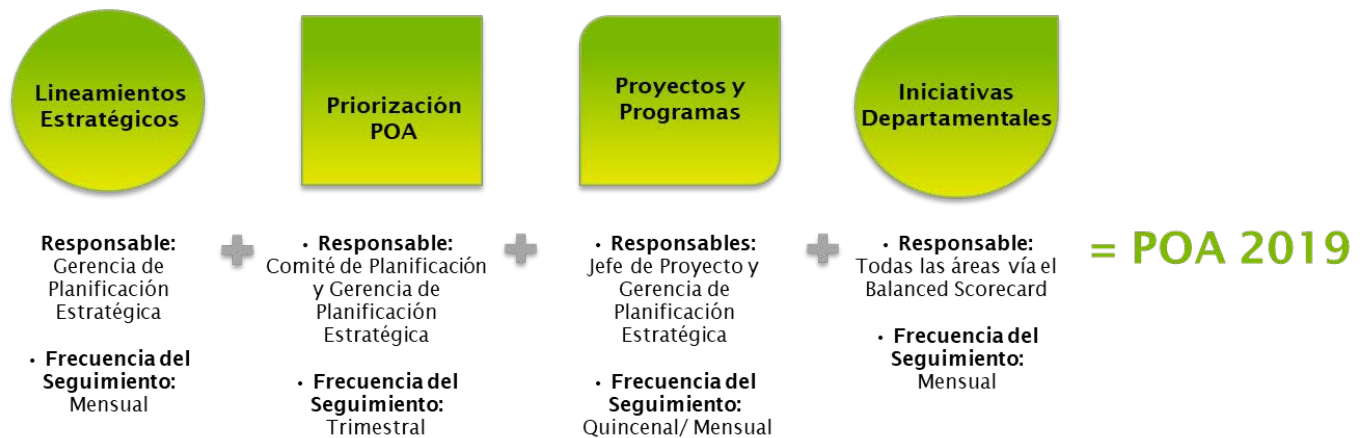 Lineamientos
Estratégicos
Priorización
POA
Proyectos y
Programas
Iniciativas
Departamentales
Responsable:
Gerencia de
Planificación
Estratégica
• Frecuencia del
Seguimiento:
Mensual
• Responsable:
Comité de Planificación
y Gerencia de
Planificación
Estratégica
• Frecuencia del
Seguimiento:
Trimestral
• Responsables:
Jefe de Proyecto y
Gerencia de
Planificación
Estratégica
• Frecuencia del
Seguimiento:
Quincenal/ Mensual
• Responsable:
Todas las áreas vía el
Balanced Scorecard
• Frecuencia del
Seguimiento:
Mensual
= POA 2019